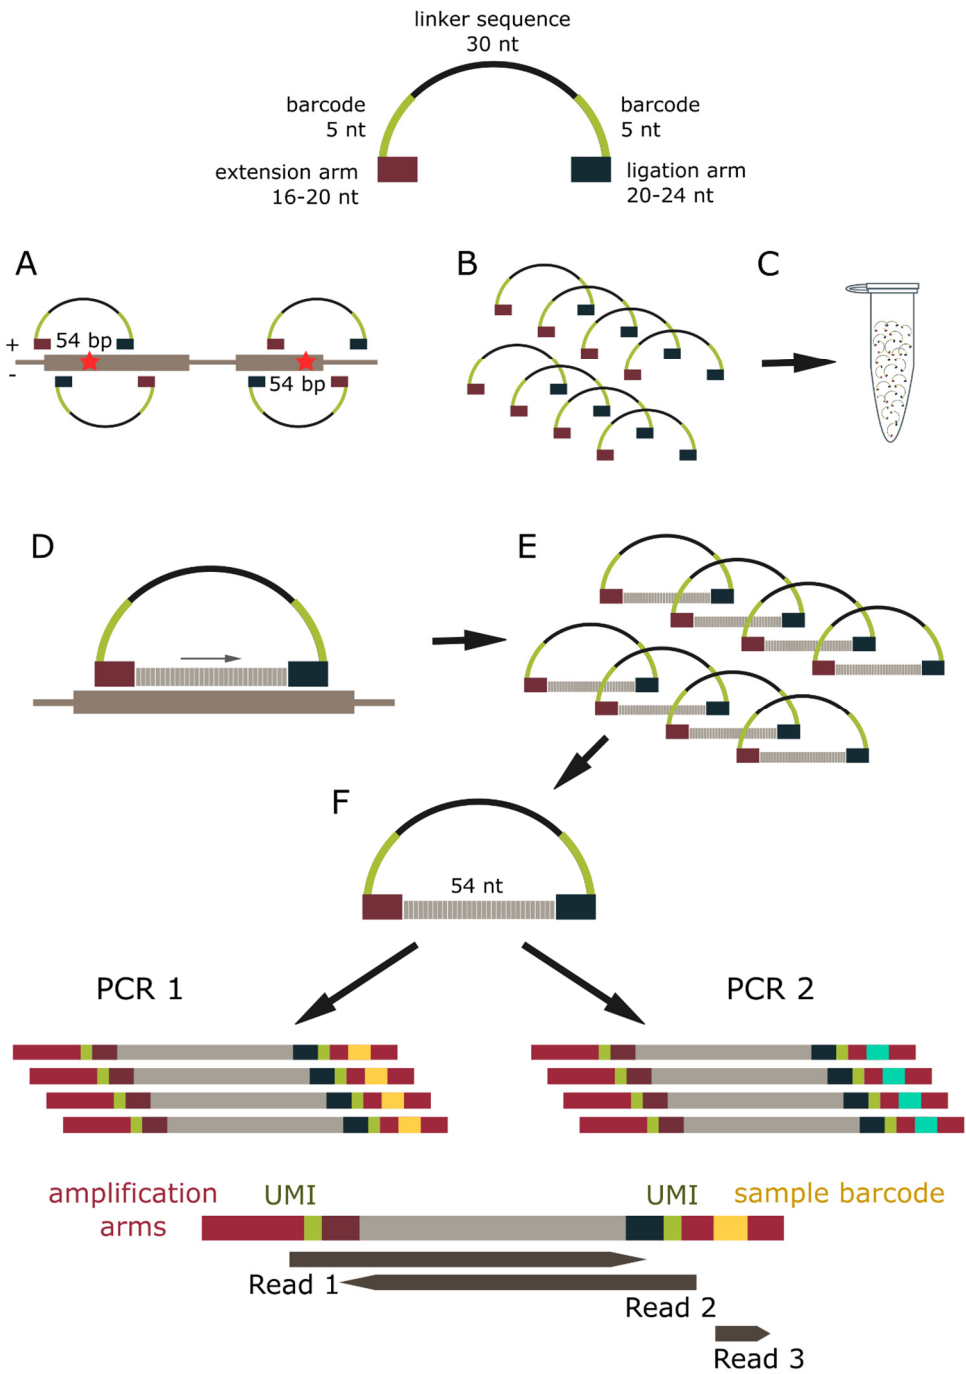 linker sequence
30 nt
barcode
5 nt
barcode
5 nt
extension arm
16-20 nt
ligation arm
20-24 nt
A
B
C
+
-
54 bp
54 bp
D
E
F
54 nt
PCR 1
PCR 2
amplification
arms
UMI
UMI
sample barcode
Read 1
Read 2
Read 3